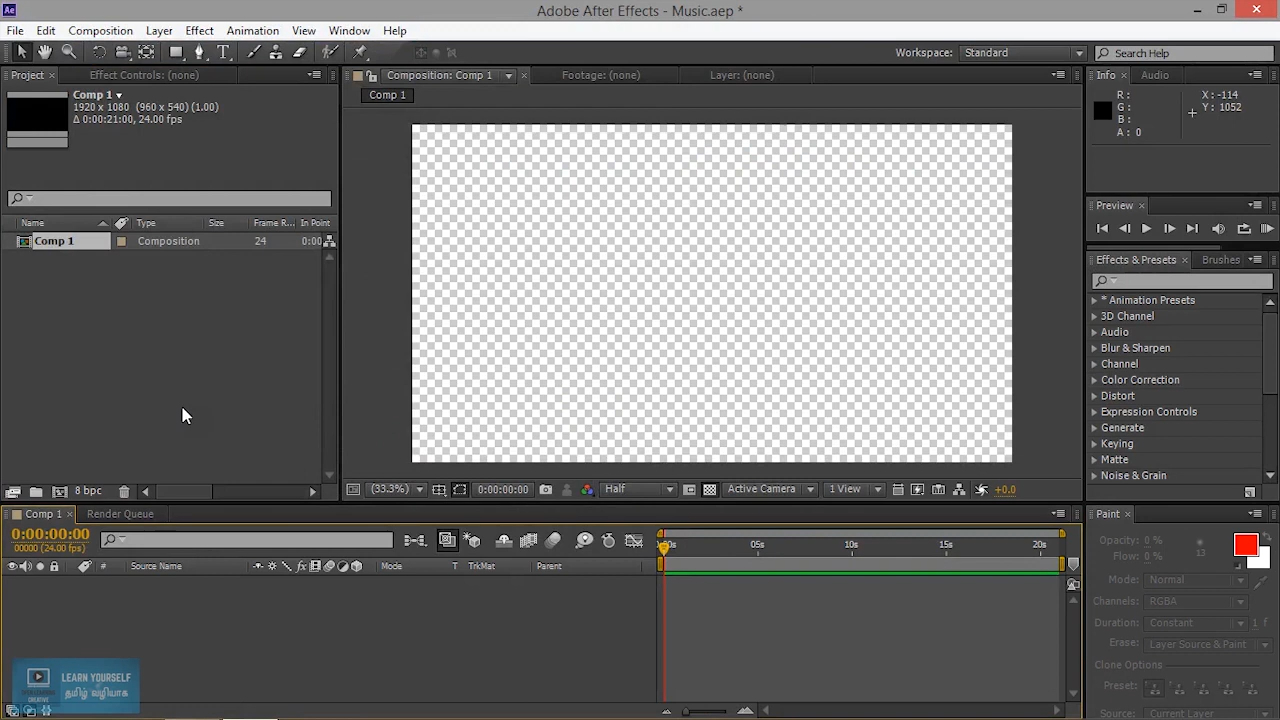 Ae
Adobe After Effects - Music.aep *
File Edit Composition Layer Effect Animation View Window Help
Workspace: Standard Search Help
Project Effect Controls: (none) Composition: Comp 1 Footage: (none) Layer: (none) Info Audio
Comp 1
1920 x 1080 (960 x 540) (1.00)
Δ 0:00:21:00, 24.00 fps
Comp 1
R : X : -114
G : Y : 1052
B :
A : 0
Preview
Name Type Size Frame R... In Point
Comp 1 Composition 24 0:00
Effects & Presets Brushes
* Animation Presets
3D Channel
Audio
Blur & Sharpen
Channel
Color Correction
Distort
Expression Controls
Generate
Keying
Matte
Noise & Grain
8 bpc (33.3%) 0:00:00:00 Half Active Camera 1 View +0.0
Comp 1 Render Queue
0:00:00:00
00000 (24.00 fps)
05s 10s 15s 20s
# Source Name Mode T TrkMat Parent
Paint
Opacity: 0 %
Flow: 0 % 13
Mode: Normal
Channels: RGBA
Duration: Constant 1 f
Erase: Layer Source & Paint
Clone Options
Preset:
Source: Current Layer
LEARN YOURSELF
தமிழ் வழியாக
CREATIVE